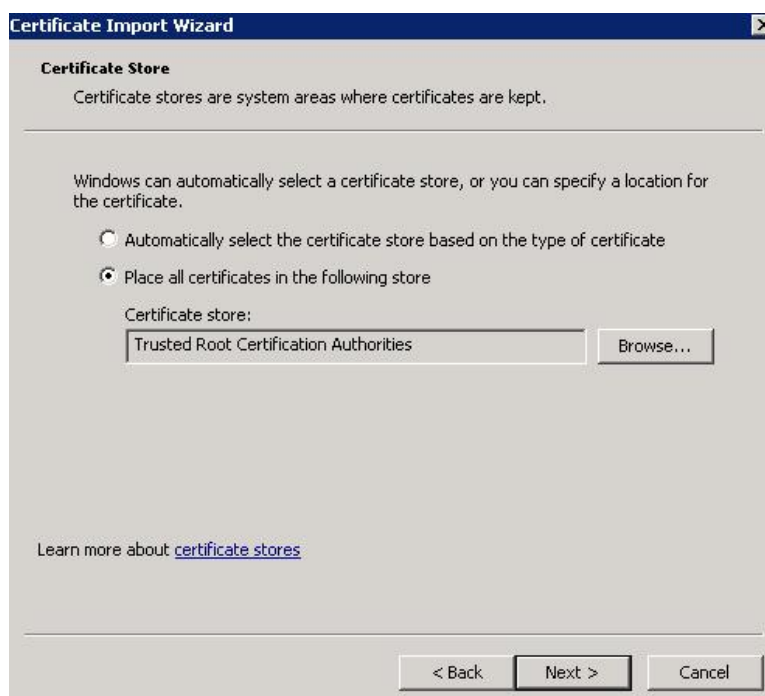 Certificate Import Wizard
Certificate Store
Certificate stores are system areas where certificates are kept.
Windows can automatically select a certificate store, or you can specify a location for
the certificate.
Automatically select the certificate store based on the type of certificate
Place all certificates in the following store
Certificate store:
Trusted Root Certification Authorities
Browse...
Learn more about certificate stores
< Back
Next >
Cancel